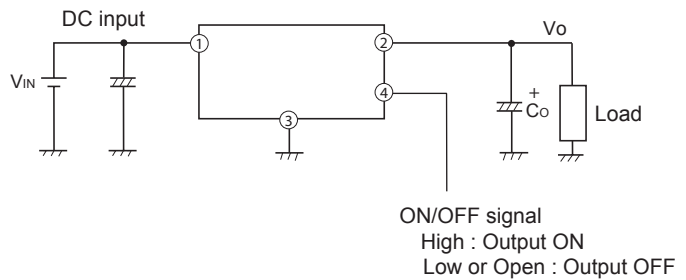 DC input
Vo
1
2
VIN
4
+
Co
Load
3
ON/OFF signal
High : Output ON
Low or Open : Output OFF